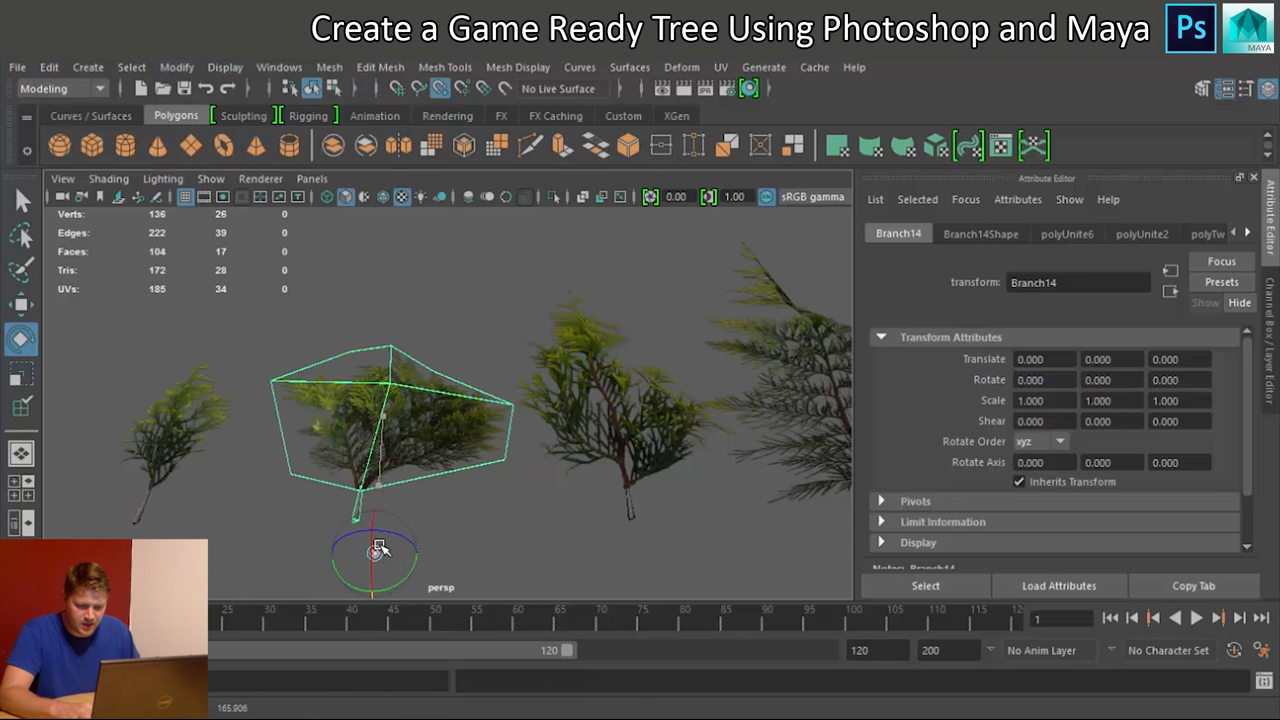 Create a Game Ready Tree Using Photoshop and Maya
Ps
MAYA
File Edit Create Select Modify Display Windows Mesh Edit Mesh Mesh Tools Mesh Display Curves Surfaces Deform UV Generate Cache Help
Modeling No Live Surface
Curves / Surfaces Polygons Sculpting Rigging Animation Rendering FX FX Caching Custom XGen
View Shading Lighting Show Renderer Panels
0.00 1.00 sRGB gamma
Verts: 136 26 0
Edges: 222 39 0
Faces: 104 17 0
Tris: 172 28 0
UVs: 185 34 0
persp
Attribute Editor
List Selected Focus Attributes Show Help
Branch14 Branch14Shape polyUnite6 polyUnite2 polyTw
Focus
transform: Branch14 Presets
Show Hide
Transform Attributes
Translate 0.000 0.000 0.000
Rotate 0.000 0.000 0.000
Scale 1.000 1.000 1.000
Shear 0.000 0.000 0.000
Rotate Order xyz
Rotate Axis 0.000 0.000 0.000
Inherits Transform
Pivots
Limit Information
Display
Notes: Branch14
Select Load Attributes Copy Tab
Attribute Editor
Channel Box / Layer Editor
25 30 35 40 45 50 55 60 65 70 75 80 85 90 95 100 105 110 115 12 1
120 120 200 No Anim Layer No Character Set
165.906